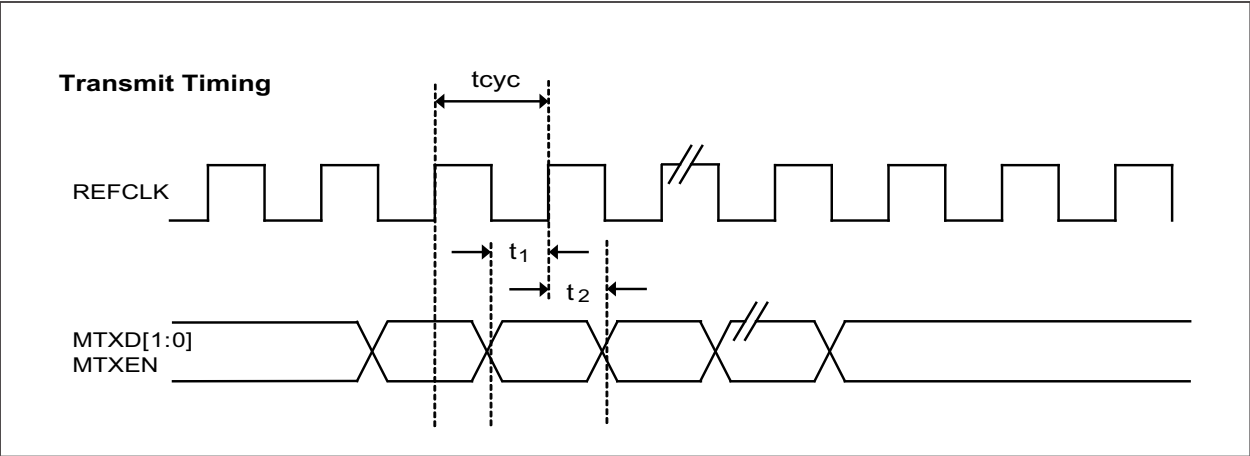 Transmit Timing
tcyc
REFCLK
t1
t2
MTXD[1:0]
MTXEN